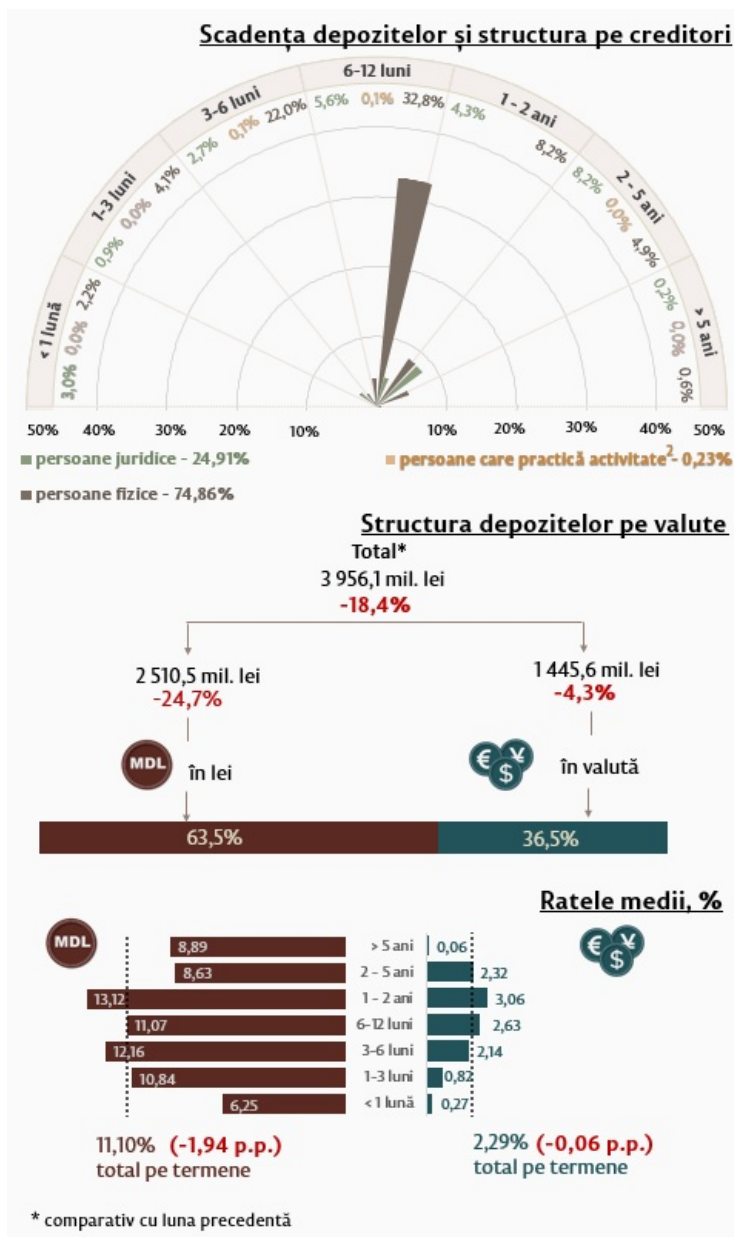 Scadența depozitelor și structura pe creditori
< 1 lună
1-3 luni
3-6 luni
6-12 luni
1 - 2 ani
2 - 5 ani
> 5 ani
3,0% 0,0% 2,2%
0,9% 0,0% 4,1%
2,7% 0,1% 22,0%
5,6% 0,1% 32,8%
4,3% 8,2%
8,2% 0,0% 4,9%
0,2% 0,0% 0,6%
50% 40% 30% 20% 10% 10% 20% 30% 40% 50%
persoane juridice - 24,91% persoane care practică activitate² - 0,23%
persoane fizice - 74,86%
Structura depozitelor pe valute
Total*
3 956,1 mil. lei
-18,4%
2 510,5 mil. lei
-24,7%
1 445,6 mil. lei
-4,3%
MDL în lei
€ ¥ $ în valută
63,5% 36,5%
Ratele medii, %
MDL
€ ¥ $
8,89 > 5 ani 0,06
8,63 2 - 5 ani 2,32
13,12 1 - 2 ani 3,06
11,07 6-12 luni 2,63
12,16 3-6 luni 2,14
10,84 1-3 luni 0,82
6,25 < 1 lună 0,27
11,10% (-1,94 p.p.)
total pe termene
2,29% (-0,06 p.p.)
total pe termene
* comparativ cu luna precedentă